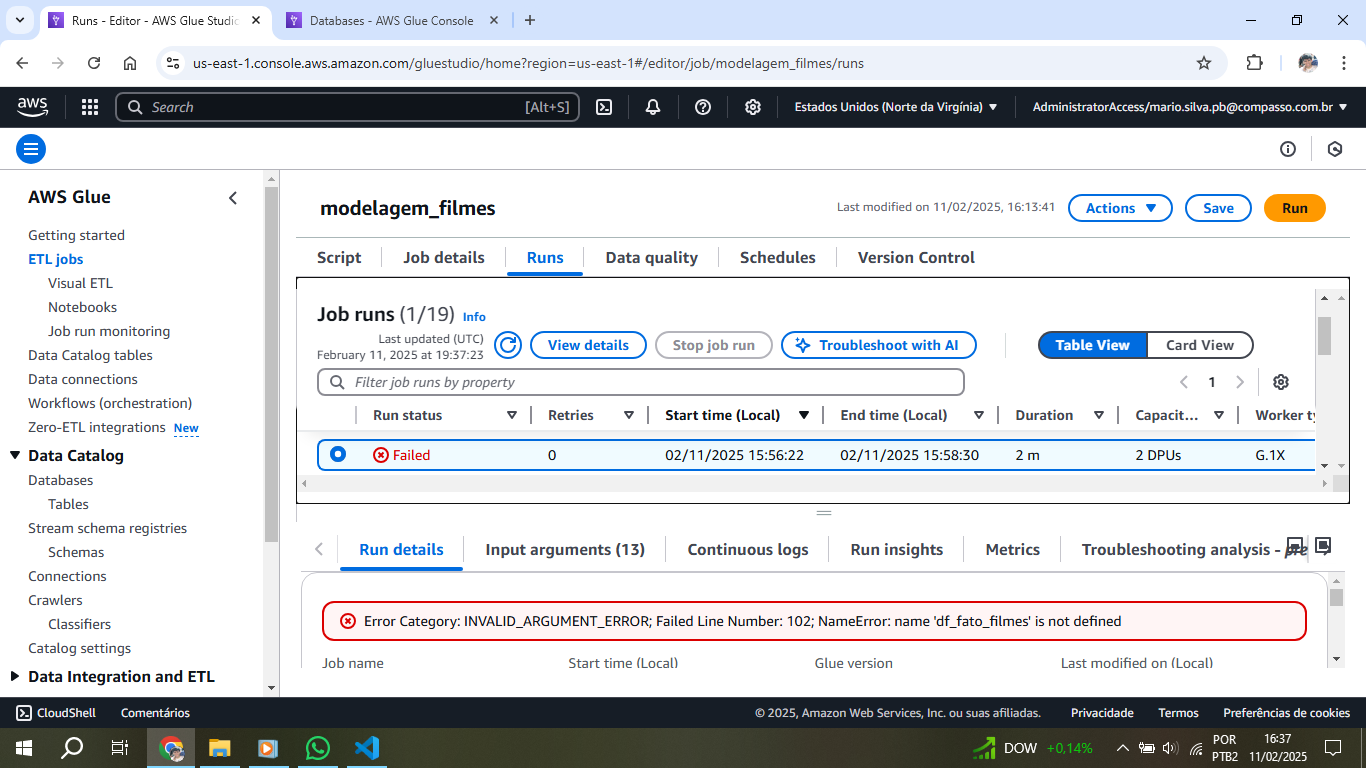 Runs - Editor - AWS Glue Studio
Databases - AWS Glue Console
us-east-1.console.aws.amazon.com/gluestudio/home?region=us-east-1#/editor/job/modelagem_filmes/runs
aws
Search
[Alt+S]
Estados Unidos (Norte da Virgínia)
AdministratorAccess/mario.silva.pb@compasso.com.br
AWS Glue
Getting started
ETL jobs
Visual ETL
Notebooks
Job run monitoring
Data Catalog tables
Data connections
Workflows (orchestration)
Zero-ETL integrations New
Data Catalog
Databases
Tables
Stream schema registries
Schemas
Connections
Crawlers
Classifiers
Catalog settings
Data Integration and ETL
modelagem_filmes
Last modified on 11/02/2025, 16:13:41
Actions
Save
Run
Script
Job details
Runs
Data quality
Schedules
Version Control
Job runs (1/19) Info
Last updated (UTC)
February 11, 2025 at 19:37:23
View details
Stop job run
Troubleshoot with AI
Table View
Card View
Filter job runs by property
1
Run status
Retries
Start time (Local)
End time (Local)
Duration
Capacit...
Worker ty
Failed
0
02/11/2025 15:56:22
02/11/2025 15:58:30
2 m
2 DPUs
G.1X
Run details
Input arguments (13)
Continuous logs
Run insights
Metrics
Troubleshooting analysis - pre
Error Category: INVALID_ARGUMENT_ERROR; Failed Line Number: 102; NameError: name 'df_fato_filmes' is not defined
Job name
Start time (Local)
Glue version
Last modified on (Local)
CloudShell
Comentários
© 2025, Amazon Web Services, Inc. ou suas afiliadas.
Privacidade
Termos
Preferências de cookies
DOW +0,14%
POR
PTB2
16:37
11/02/2025